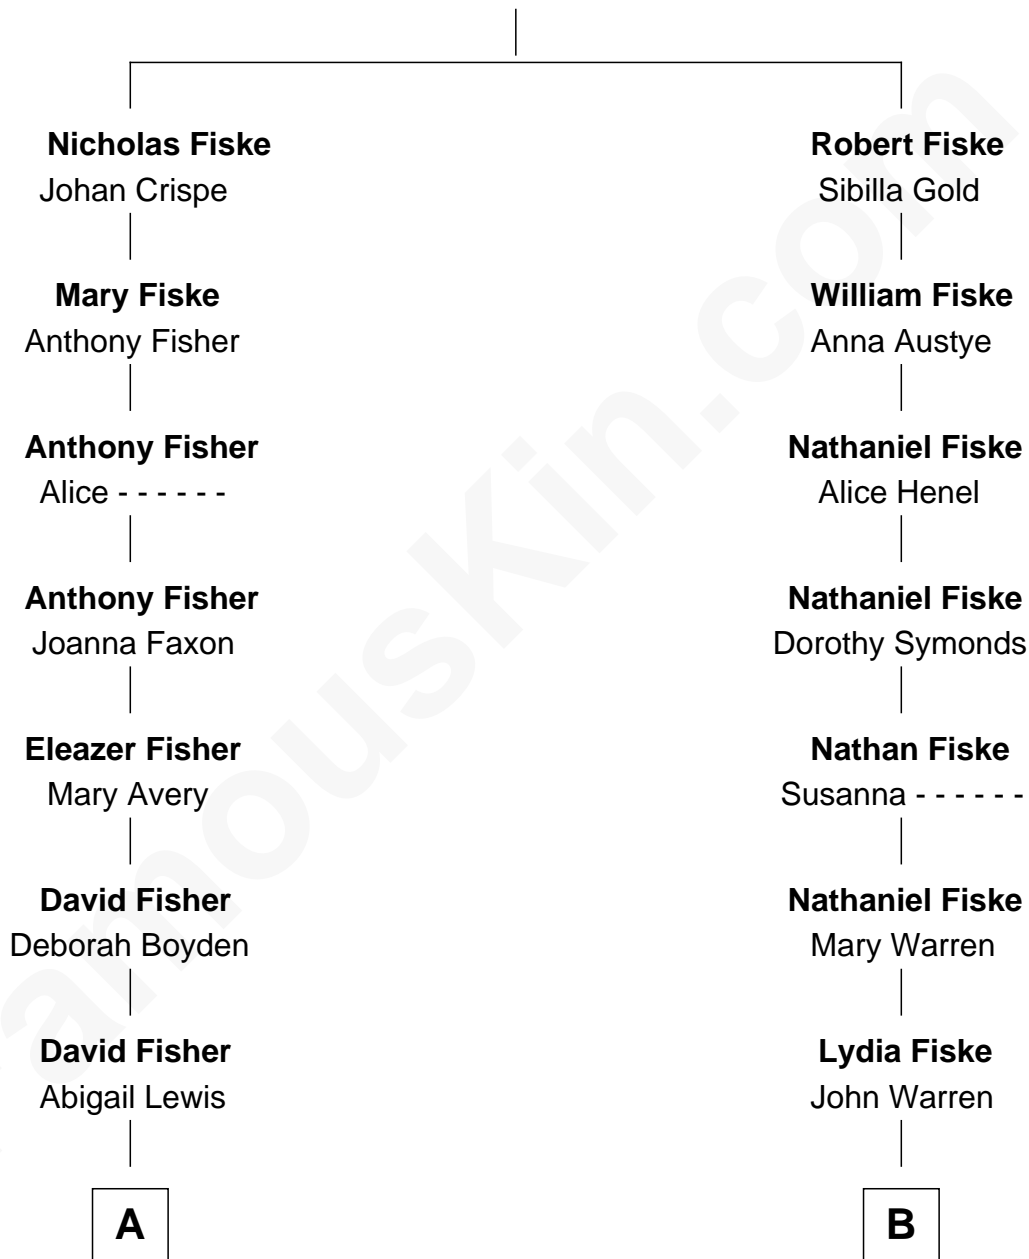 Nicholas Fiske
Johan Crispe
Mary Fiske
Anthony Fisher
Anthony Fisher
Alice - - - - - -
Anthony Fisher
Joanna Faxon
Eleazer Fisher
Mary Avery
David Fisher
Deborah Boyden
David Fisher
Abigail Lewis
A
Robert Fiske
Sibilla Gold
William Fiske
Anna Austye
Nathaniel Fiske
Alice Henel
Nathaniel Fiske
Dorothy Symonds
Nathan Fiske
Susanna - - - - - -
Nathaniel Fiske
Mary Warren
Lydia Fiske
John Warren
B
amousKin.com